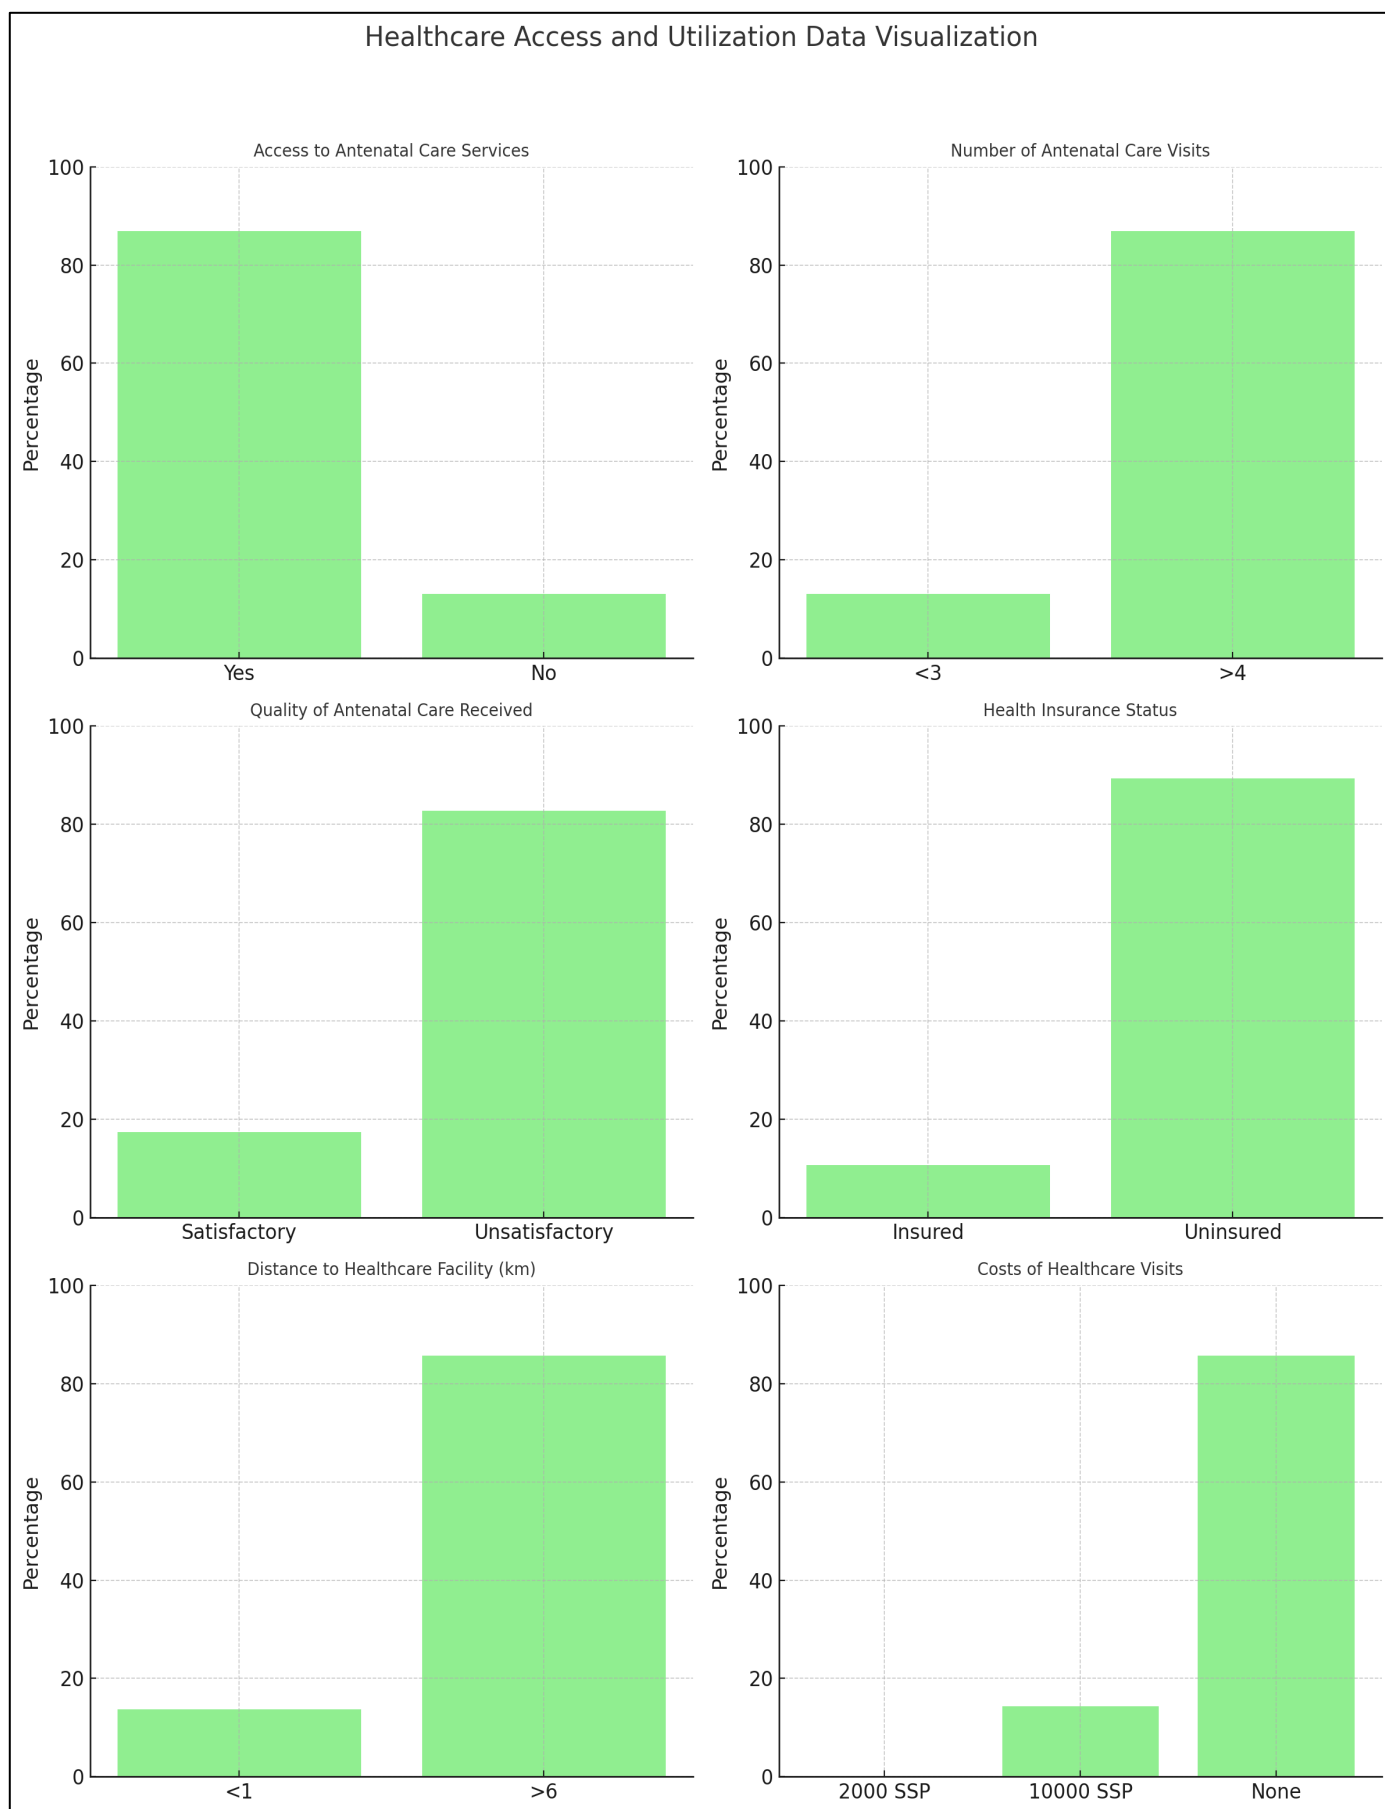 Healthcare Access and Utilization Data Visualization
Access to Antenatal Care Services
100
80
60
40
20
0
Percentage
Yes No
Number of Antenatal Care Visits
100
80
60
40
20
0
Percentage
<3 >4
Quality of Antenatal Care Received
100
80
60
40
20
0
Percentage
Satisfactory Unsatisfactory
Health Insurance Status
100
80
60
40
20
0
Percentage
Insured Uninsured
Distance to Healthcare Facility (km)
100
80
60
40
20
0
Percentage
<1 >6
Costs of Healthcare Visits
100
80
60
40
20
0
Percentage
2000 SSP 10000 SSP None